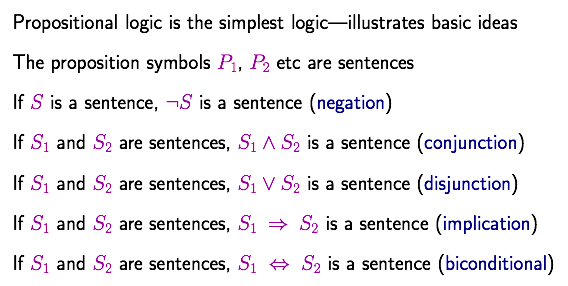 Propositional logic is the simplest logic—illustrates basic ideas
The proposition symbols P₁, P₂ etc are sentences
If S is a sentence, ¬S is a sentence (negation)
If S₁ and S₂ are sentences, S₁ ∧ S₂ is a sentence (conjunction)
If S₁ and S₂ are sentences, S₁ ∨ S₂ is a sentence (disjunction)
If S₁ and S₂ are sentences, S₁ ⇒ S₂ is a sentence (implication)
If S₁ and S₂ are sentences, S₁ ⇔ S₂ is a sentence (biconditional)